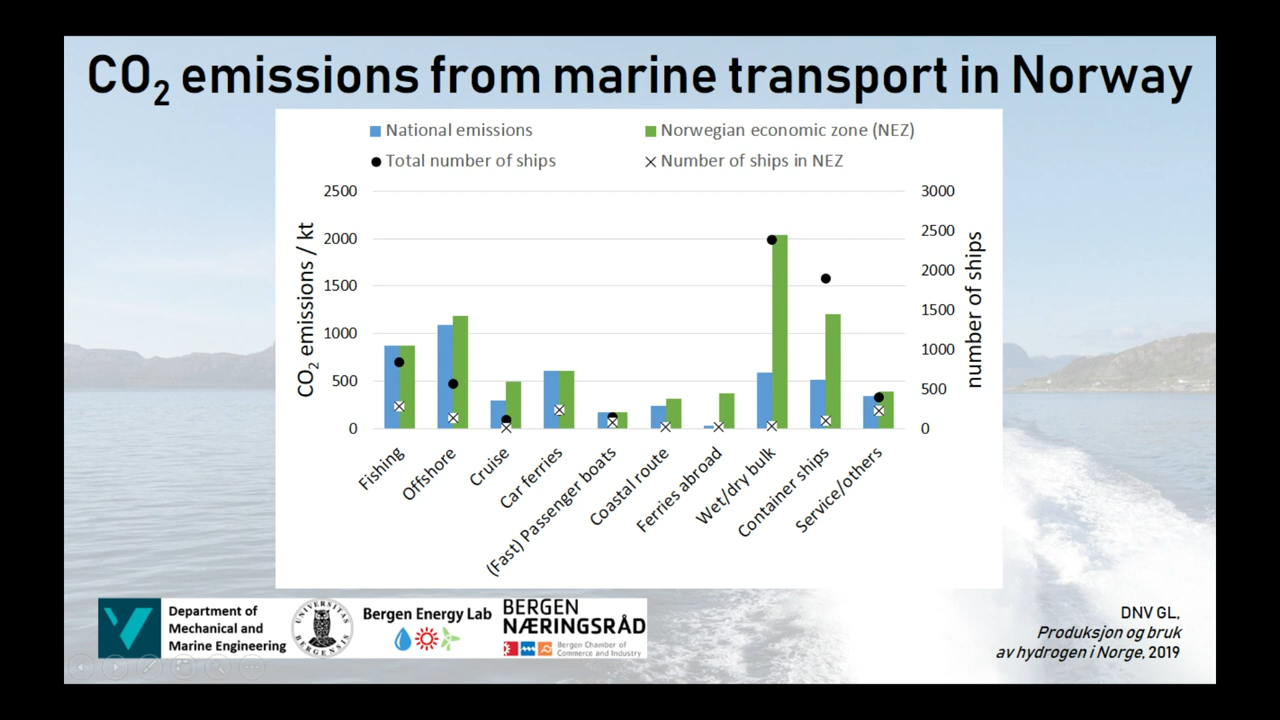 CO₂ emissions from marine transport in Norway
National emissions
Norwegian economic zone (NEZ)
Total number of ships
Number of ships in NEZ
2500
2000
1500
1000
500
0
CO₂ emissions / kt
3000
2500
2000
1500
1000
500
0
number of ships
Fishing
Offshore
Cruise
Car ferries
(Fast) Passenger boats
Coastal route
Ferries abroad
Wet/dry bulk
Container ships
Service/others
Department of
Mechanical and
Marine Engineering
UNIVERSITAS
BERGENSIS
Bergen Energy Lab
BERGEN
NÆRINGSRÅD
Bergen Chamber of
Commerce and Industry
DNV GL,
Produksjon og bruk
av hydrogen i Norge, 2019